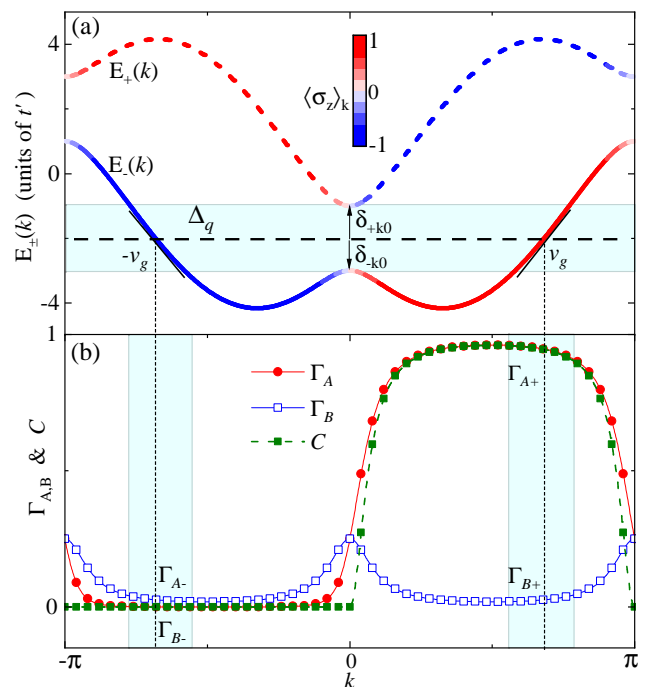 (a)
4
0
-4
E±(k) (units of t′)
E₊(k)
E₋(k)
⟨σz⟩k
1
0
-1
Δq
δ+k0
δ-k0
-vg
vg
(b)
1
0
ΓA,B & C
ΓA
ΓB
C
ΓA+
ΓA-
ΓB+
ΓB-
-π
0
π
k